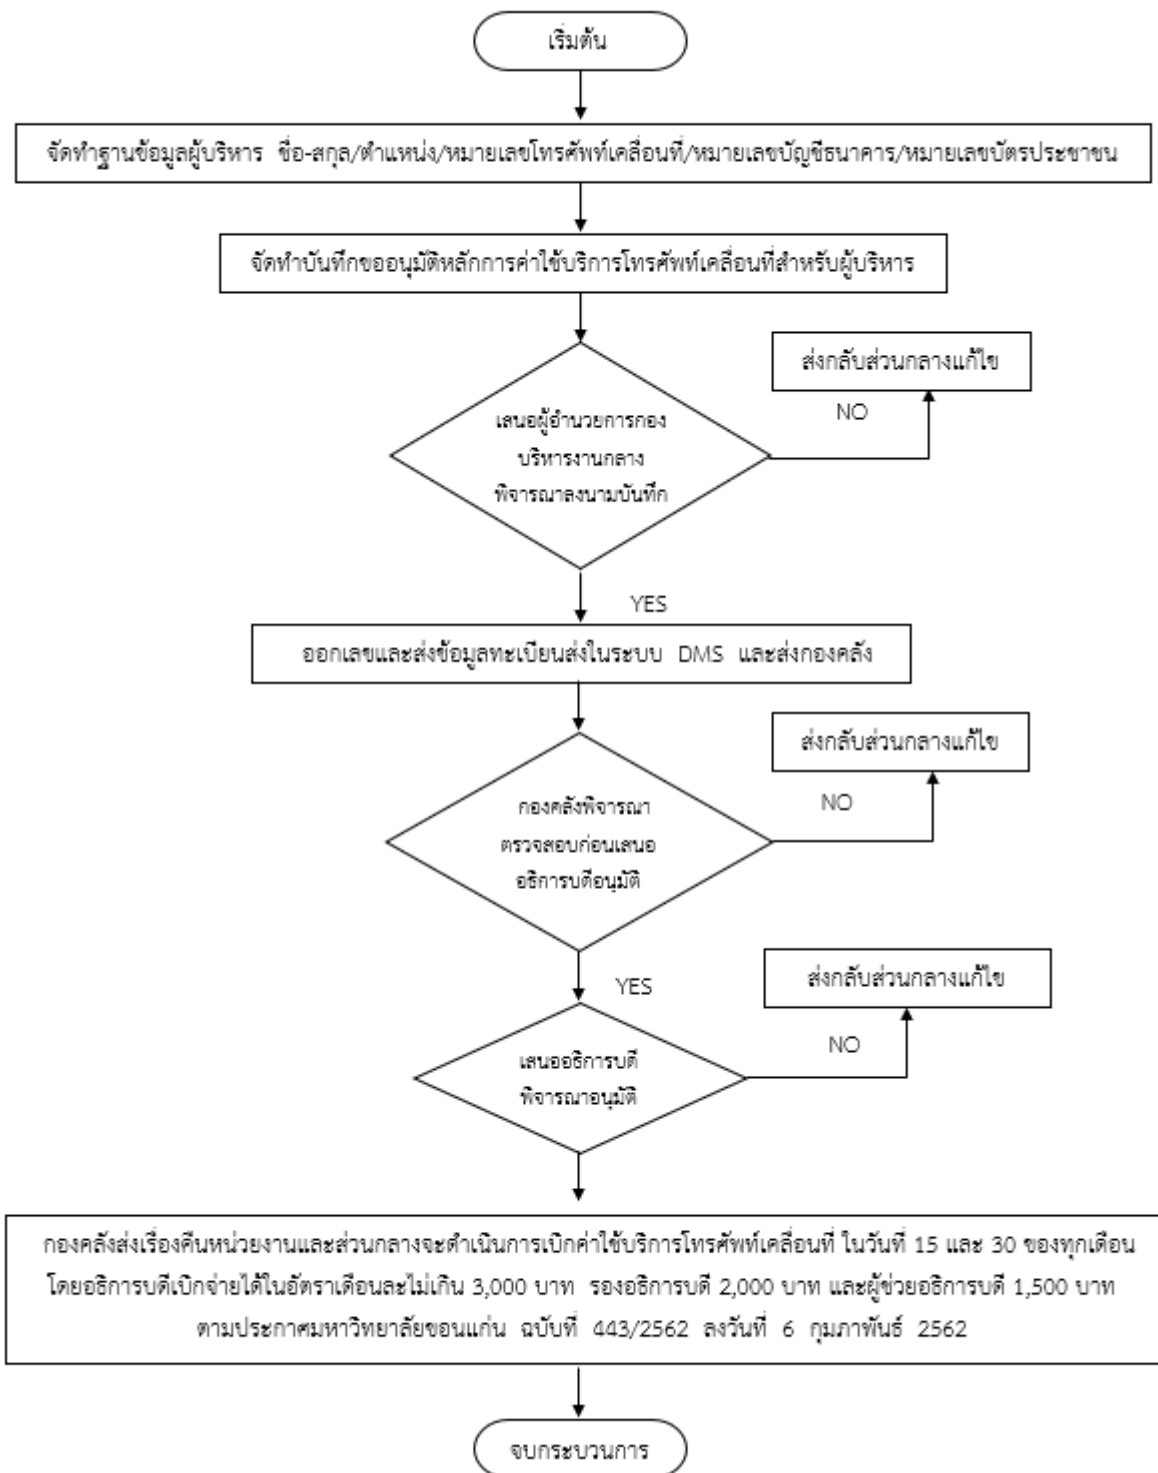 เริ่มต้น
จัดทำฐานข้อมูลผู้บริหาร ชื่อ-สกุล/ตำแหน่ง/หมายเลขโทรศัพท์เคลื่อนที่/หมายเลขบัญชีธนาคาร/หมายเลขบัตรประชาชน
จัดทำบันทึกขออนุมัติหลักการค่าใช้บริการโทรศัพท์เคลื่อนที่สำหรับผู้บริหาร
ส่งกลับส่วนกลางแก้ไข
NO
เสนอผู้อำนวยการกอง
บริหารงานกลาง
พิจารณาลงนามบันทึก
YES
ออกเลขและส่งข้อมูลทะเบียนส่งในระบบ DMS และส่งกองคลัง
ส่งกลับส่วนกลางแก้ไข
NO
กองคลังพิจารณา
ตรวจสอบก่อนเสนอ
อธิการบดีอนุมัติ
YES
ส่งกลับส่วนกลางแก้ไข
NO
เสนออธิการบดี
พิจารณาอนุมัติ
กองคลังส่งเรื่องคืนหน่วยงานและส่วนกลางจะดำเนินการเบิกค่าใช้บริการโทรศัพท์เคลื่อนที่ ในวันที่ 15 และ 30 ของทุกเดือน
โดยอธิการบดีเบิกจ่ายได้ในอัตราเดือนละไม่เกิน 3,000 บาท รองอธิการบดี 2,000 บาท และผู้ช่วยอธิการบดี 1,500 บาท
ตามประกาศมหาวิทยาลัยขอนแก่น ฉบับที่ 443/2562 ลงวันที่ 6 กุมภาพันธ์ 2562
จบกระบวนการ